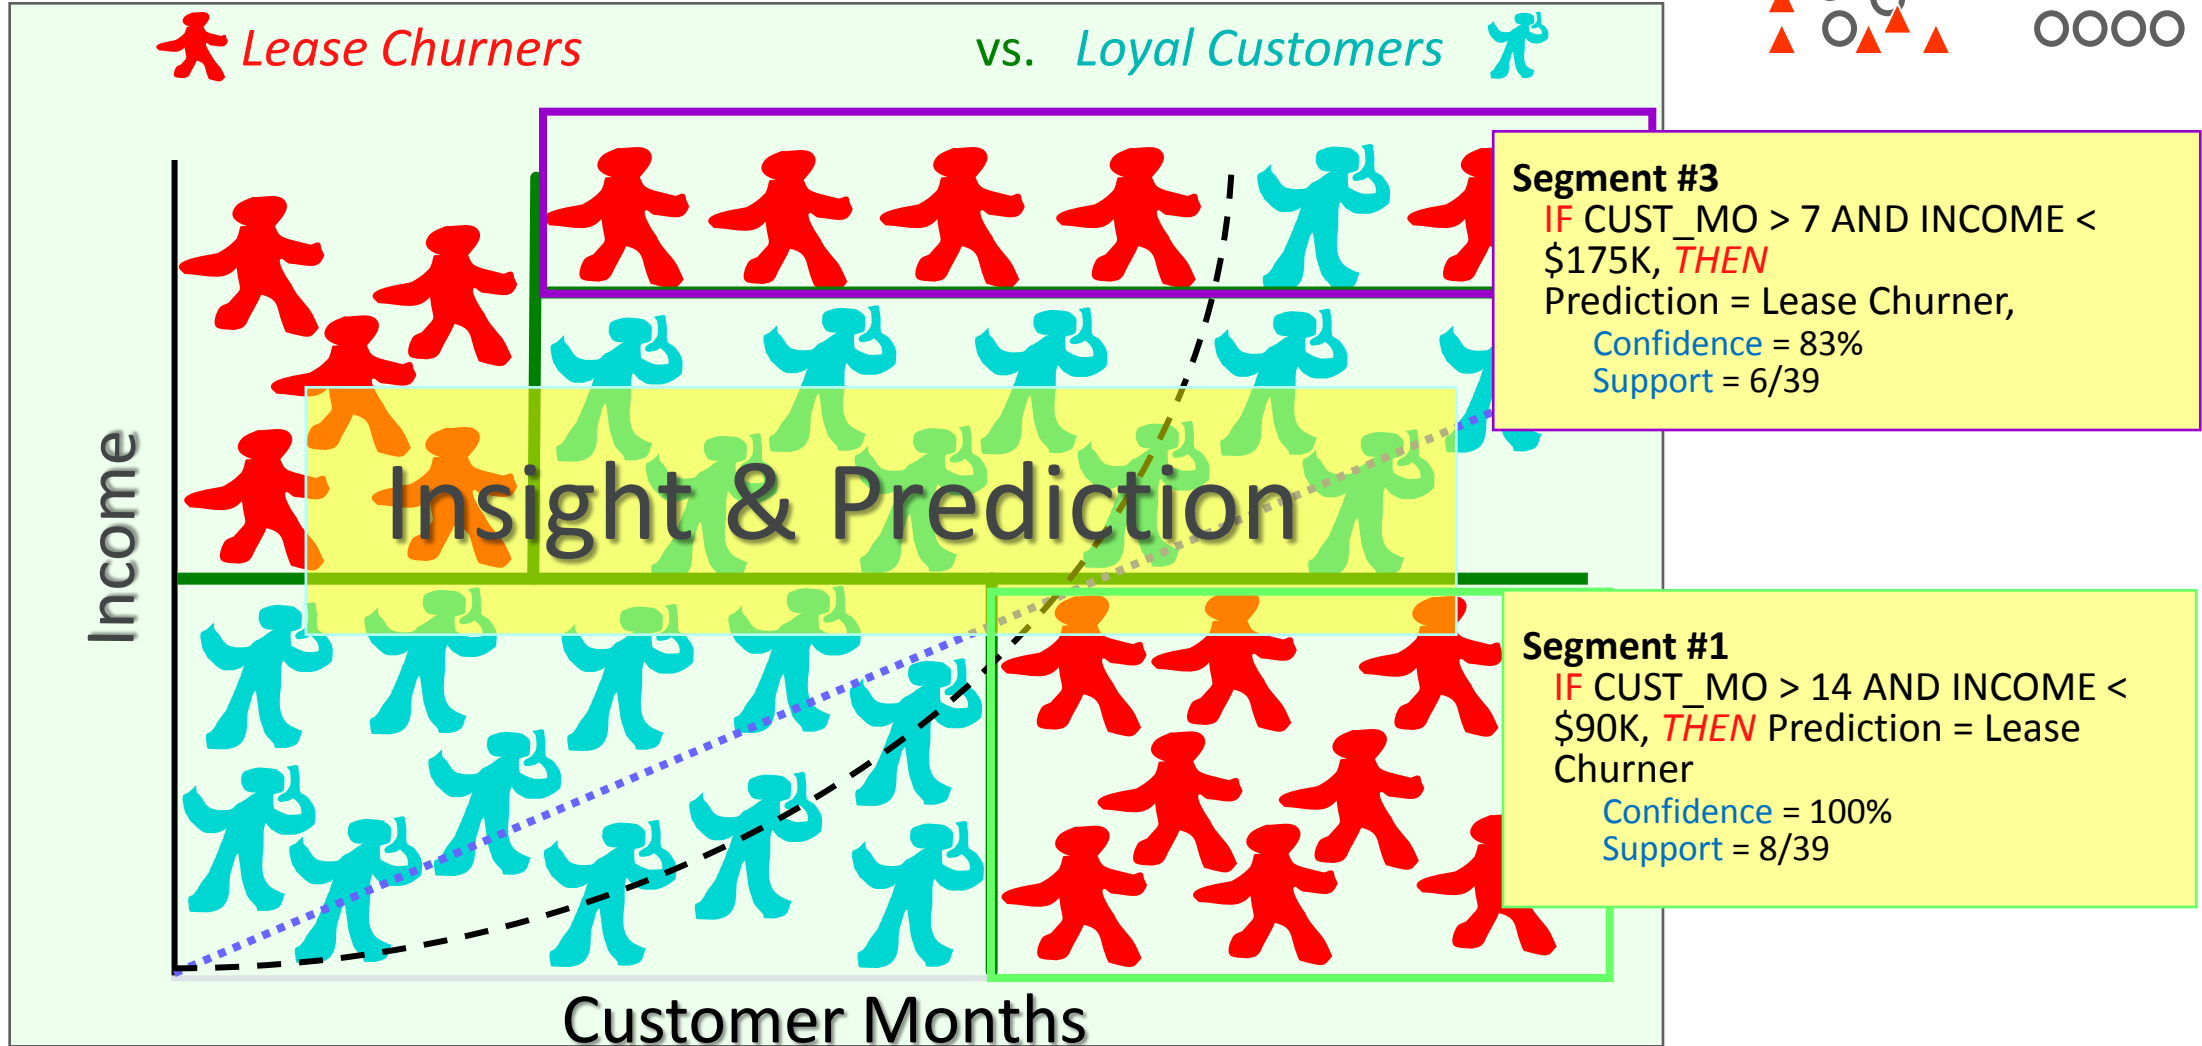 Lease Churners vs. Loyal Customers
Segment #3
IF CUST_MO > 7 AND INCOME <
$175K, THEN
Prediction = Lease Churner,
Confidence = 83%
Support = 6/39
Income
Insight & Prediction
Segment #1
IF CUST_MO > 14 AND INCOME <
$90K, THEN Prediction = Lease
Churner
Confidence = 100%
Support = 8/39
Customer Months